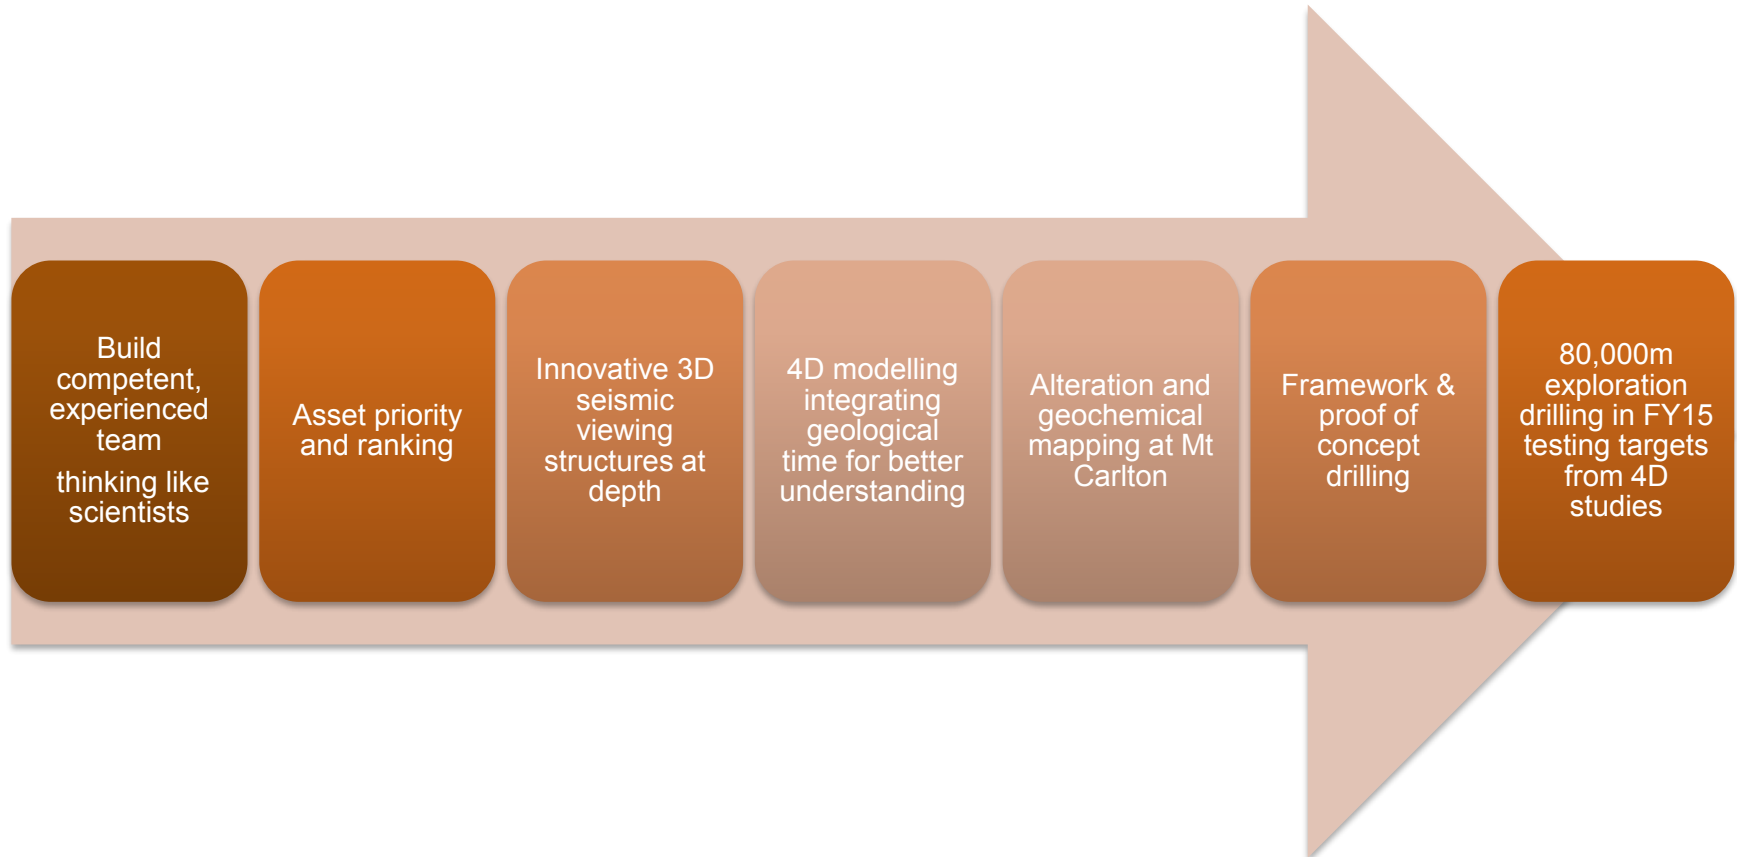 Build
competent,
experienced
team
thinking like
scientists
Asset priority
and ranking
Innovative 3D
seismic
viewing
structures at
depth
4D modelling
integrating
geological
time for better
understanding
Alteration and
geochemical
mapping at Mt
Carlton
Framework &
proof of
concept
drilling
80,000m
exploration
drilling in FY15
testing targets
from 4D
studies